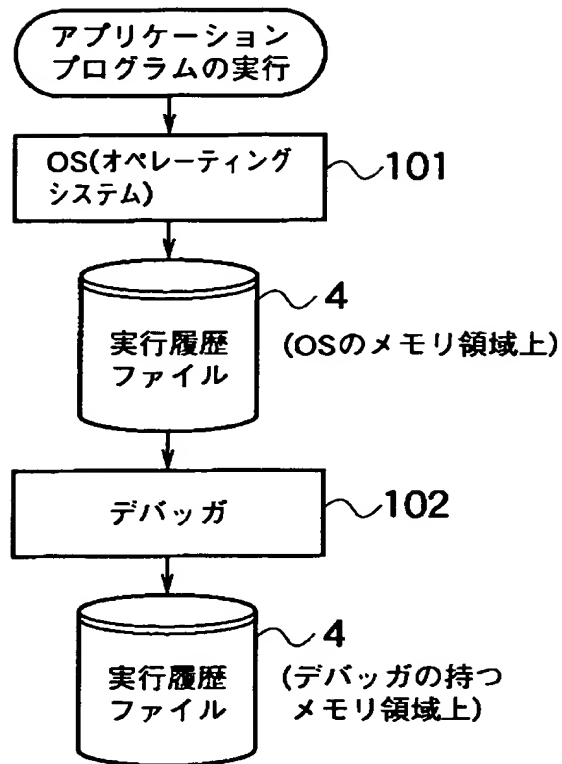 アプリケーション
プログラムの実行
OS(オペレーティング
システム)
101
実行履歴
ファイル
4
(OSのメモリ領域上)
デバッガ
102
実行履歴
ファイル
4
(デバッガの持つ
メモリ領域上)